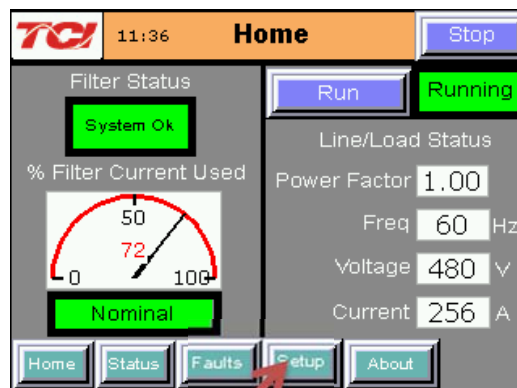 TCI 11:36 Home Stop
Filter Status
System Ok
% Filter Current Used
50
72
0 100
Nominal
Run Running
Line/Load Status
Power Factor 1.00
Freq 60 Hz
Voltage 480 V
Current 256 A
Home Status Faults Setup About